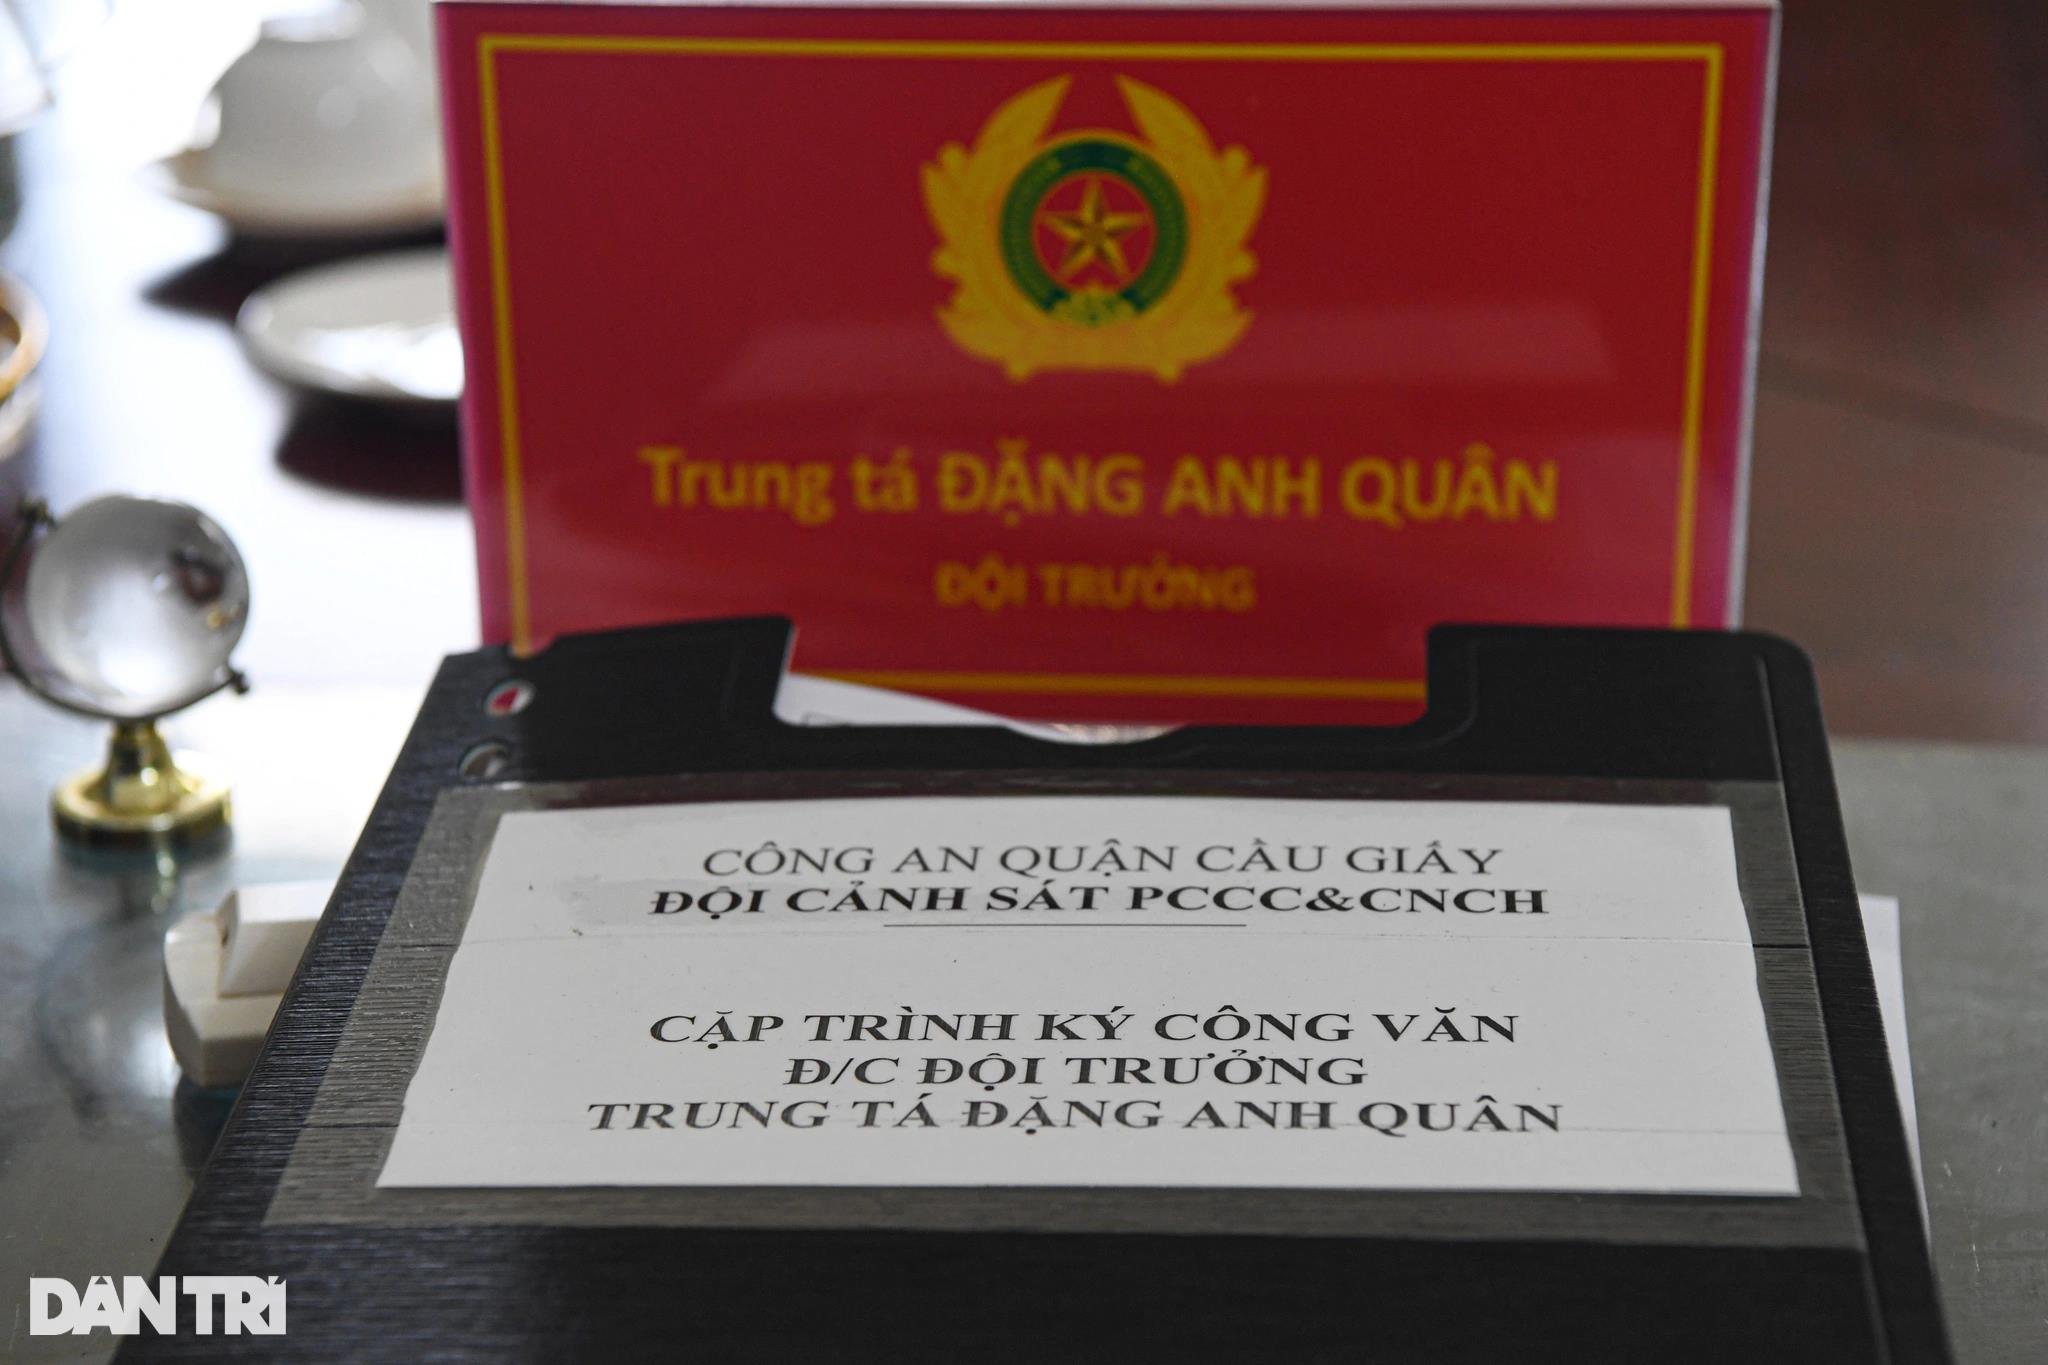 Trung tá ĐẶNG ANH QUÂN
ĐỘI TRƯỞNG
CÔNG AN QUẬN CẦU GIẤY
ĐỘI CẢNH SÁT PCCC&CNCH
CẶP TRÌNH KÝ CÔNG VĂN
Đ/C ĐỘI TRƯỞNG
TRUNG TÁ ĐẶNG ANH QUÂN
DÂN TRÍ